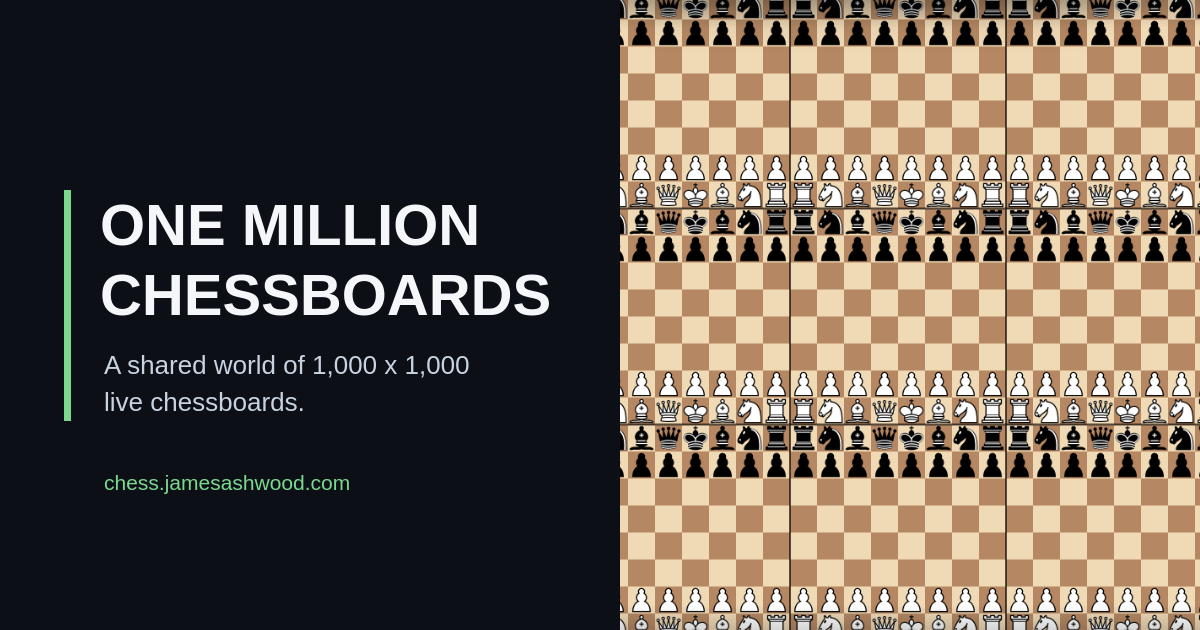 ONE MILLION
CHESSBOARDS
A shared world of 1,000 x 1,000
live chessboards.
chess.jamesashwood.com